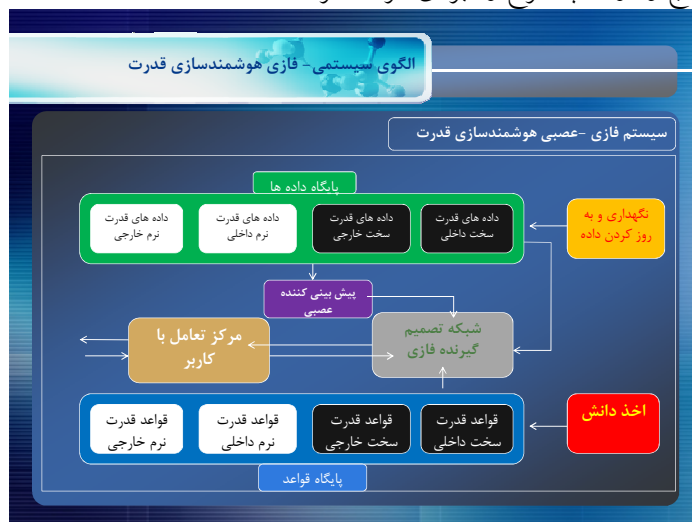 الگوی سیستمی- فازی هوشمندسازی قدرت
سیستم فازی -عصبی هوشمندسازی قدرت
پایگاه داده ها
نگهداری و به
روز کردن داده
داده های قدرت
سخت داخلی
داده های قدرت
سخت خارجی
داده های قدرت
نرم داخلی
داده های قدرت
نرم خارجی
پیش بینی کننده
عصبی
شبکه تصمیم
گیرنده فازی
مرکز تعامل با
کاربر
اخذ دانش
قواعد قدرت
سخت داخلی
قواعد قدرت
سخت خارجی
قواعد قدرت
نرم داخلی
قواعد قدرت
نرم خارجی
پایگاه قواعد